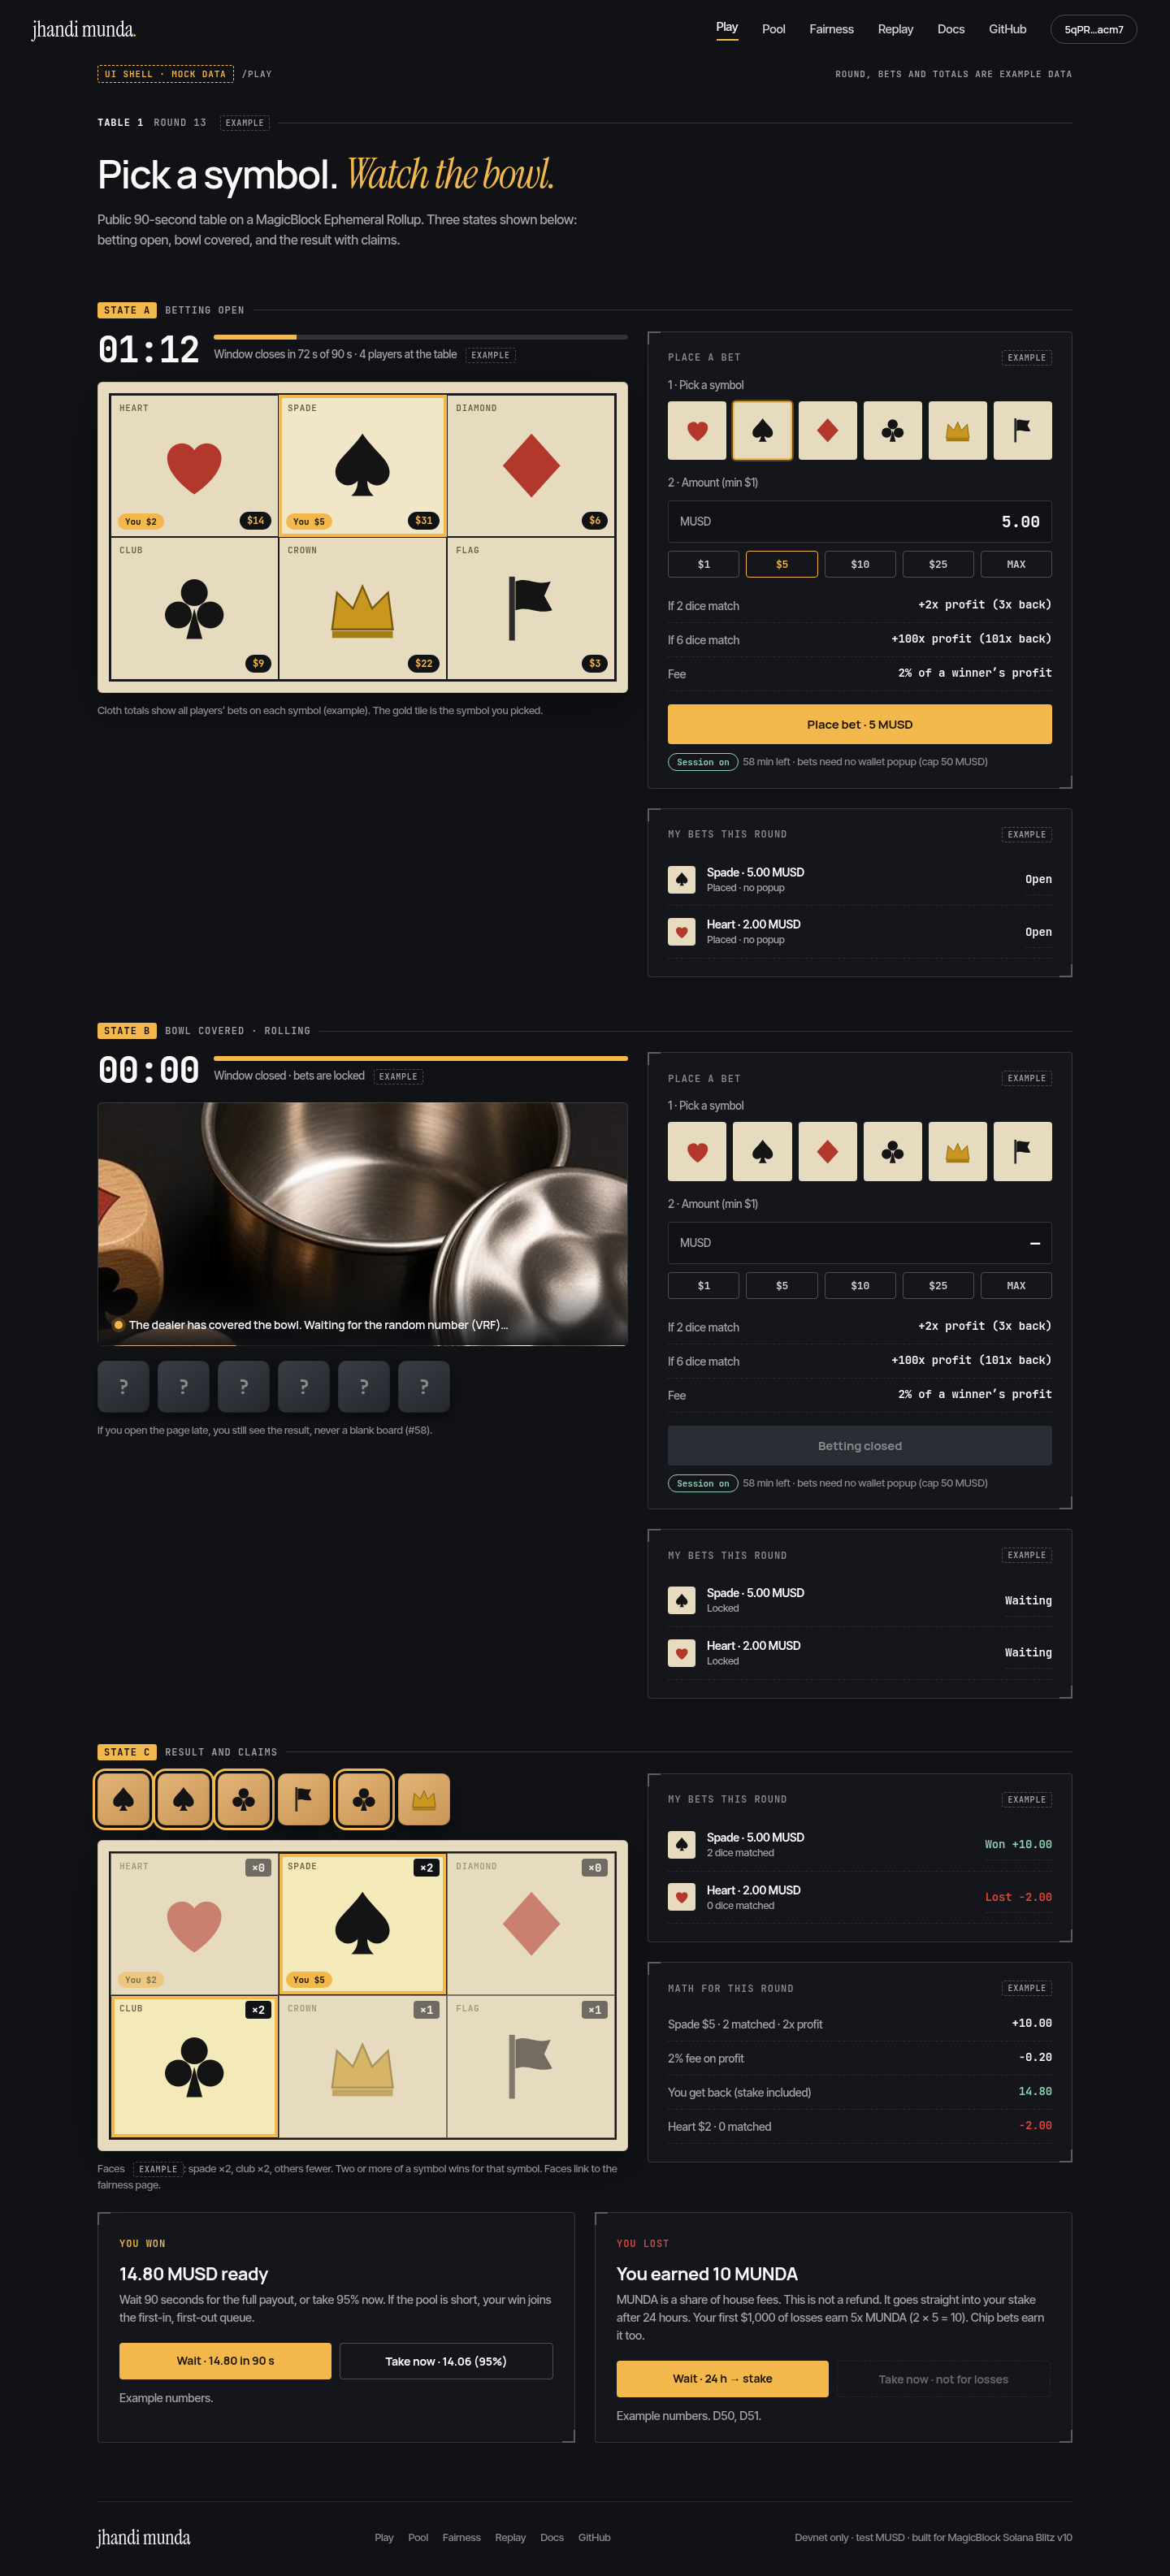 jhandi munda.
Play Pool Fairness Replay Docs GitHub 5qPR…acm7
UI SHELL · MOCK DATA /PLAY
ROUND, BETS AND TOTALS ARE EXAMPLE DATA
TABLE 1 ROUND 13 EXAMPLE
Pick a symbol. Watch the bowl.
Public 90-second table on a MagicBlock Ephemeral Rollup. Three states shown below:
betting open, bowl covered, and the result with claims.
STATE A BETTING OPEN
01:12
Window closes in 72 s of 90 s · 4 players at the table EXAMPLE
HEART SPADE DIAMOND
You $2 $14 You $5 $31 $6
CLUB CROWN FLAG
$9 $22 $3
Cloth totals show all players’ bets on each symbol (example). The gold tile is the symbol you picked.
PLACE A BET EXAMPLE
1 · Pick a symbol
2 · Amount (min $1)
MUSD 5.00
$1 $5 $10 $25 MAX
If 2 dice match +2x profit (3x back)
If 6 dice match +100x profit (101x back)
Fee 2% of a winner’s profit
Place bet · 5 MUSD
Session on 58 min left · bets need no wallet popup (cap 50 MUSD)
MY BETS THIS ROUND EXAMPLE
Spade · 5.00 MUSD
Placed · no popup
Open
Heart · 2.00 MUSD
Placed · no popup
Open
STATE B BOWL COVERED · ROLLING
00:00
Window closed · bets are locked EXAMPLE
The dealer has covered the bowl. Waiting for the random number (VRF)…
? ? ? ? ? ?
If you open the page late, you still see the result, never a blank board (#58).
PLACE A BET EXAMPLE
1 · Pick a symbol
2 · Amount (min $1)
MUSD —
$1 $5 $10 $25 MAX
If 2 dice match +2x profit (3x back)
If 6 dice match +100x profit (101x back)
Fee 2% of a winner’s profit
Betting closed
Session on 58 min left · bets need no wallet popup (cap 50 MUSD)
MY BETS THIS ROUND EXAMPLE
Spade · 5.00 MUSD
Locked
Waiting
Heart · 2.00 MUSD
Locked
Waiting
STATE C RESULT AND CLAIMS
HEART ×0 SPADE ×2 DIAMOND ×0
You $2 You $5
CLUB ×2 CROWN ×1 FLAG ×1
Faces EXAMPLE : spade ×2, club ×2, others fewer. Two or more of a symbol wins for that symbol. Faces link to the
fairness page.
MY BETS THIS ROUND EXAMPLE
Spade · 5.00 MUSD
2 dice matched
Won +10.00
Heart · 2.00 MUSD
0 dice matched
Lost -2.00
MATH FOR THIS ROUND EXAMPLE
Spade $5 · 2 matched · 2x profit +10.00
2% fee on profit -0.20
You get back (stake included) 14.80
Heart $2 · 0 matched -2.00
YOU WON
14.80 MUSD ready
Wait 90 seconds for the full payout, or take 95% now. If the pool is short, your win joins
the first-in, first-out queue.
Wait · 14.80 in 90 s Take now · 14.06 (95%)
Example numbers.
YOU LOST
You earned 10 MUNDA
MUNDA is a share of house fees. This is not a refund. It goes straight into your stake
after 24 hours. Your first $1,000 of losses earn 5x MUNDA (2 × 5 = 10). Chip bets earn
it too.
Wait · 24 h → stake Take now · not for losses
Example numbers. D50, D51.
jhandi munda
Play Pool Fairness Replay Docs GitHub
Devnet only · test MUSD · built for MagicBlock Solana Blitz v10